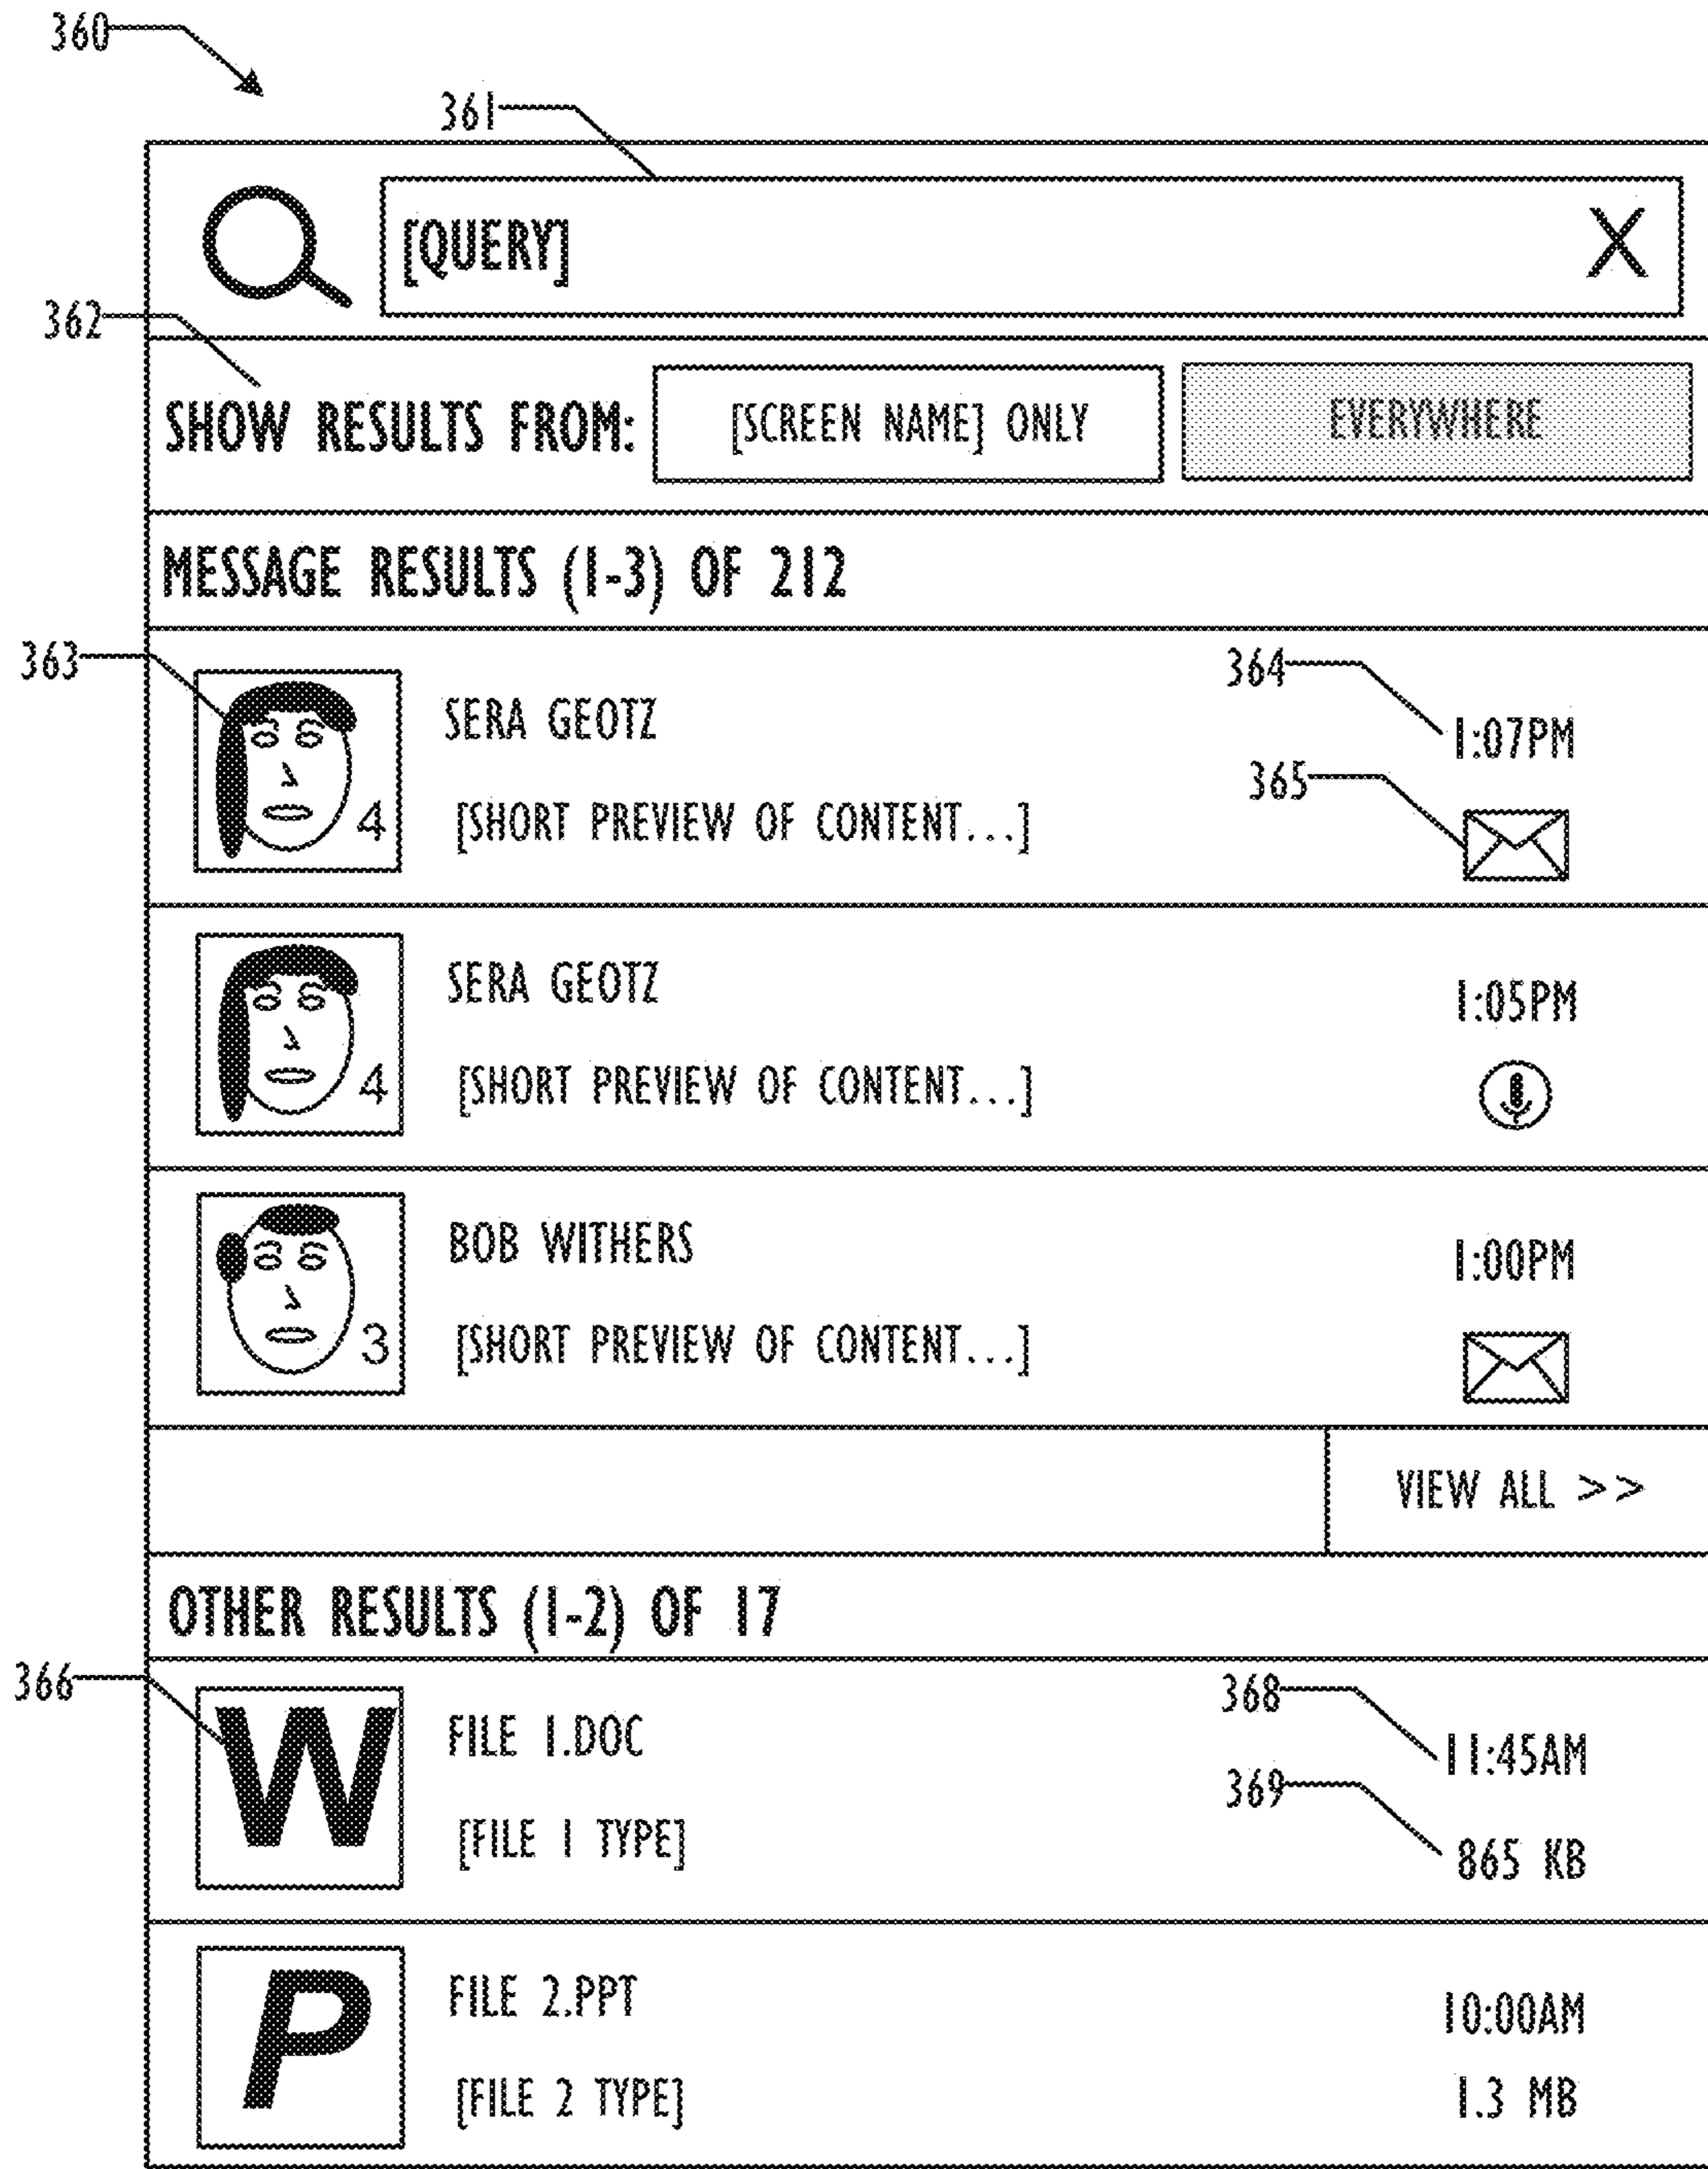 360
361
[QUERY] X
362
SHOW RESULTS FROM: [SCREEN NAME] ONLY EVERYWHERE
MESSAGE RESULTS (1-3) OF 212
363
SERA GEOTZ
364
1:07PM
4
[SHORT PREVIEW OF CONTENT...]
365
SERA GEOTZ
1:05PM
4
[SHORT PREVIEW OF CONTENT...]
BOB WITHERS
1:00PM
3
[SHORT PREVIEW OF CONTENT...]
VIEW ALL >>
OTHER RESULTS (1-2) OF 17
366
W
FILE 1.DOC
368
11:45AM
[FILE 1 TYPE]
369
865 KB
P
FILE 2.PPT
10:00AM
[FILE 2 TYPE]
1.3 MB